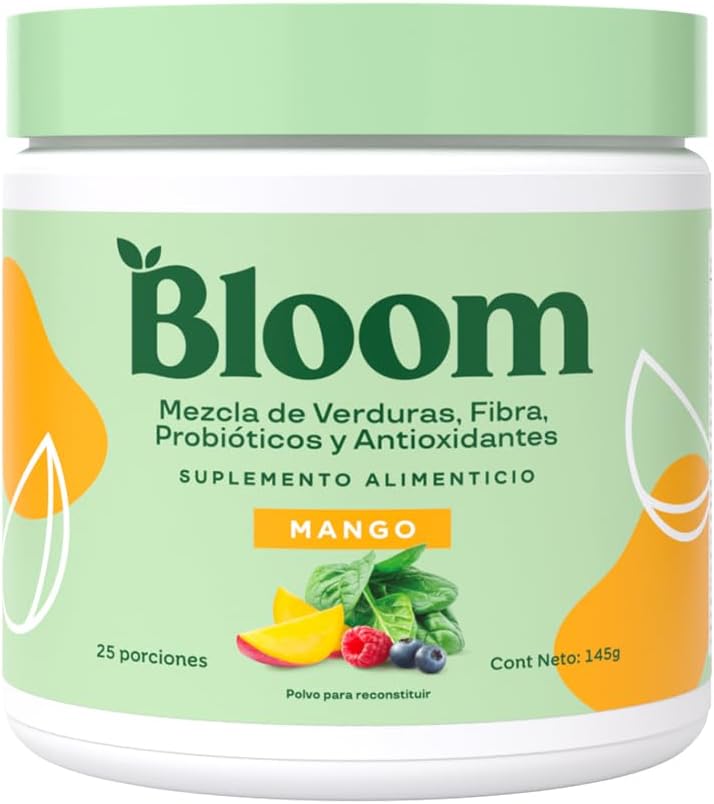 Bloom
Mezcla de Verduras, Fibra,
Probióticos y Antioxidantes
SUPLEMENTO ALIMENTICIO
MANGO
25 porciones
Cont Neto: 145g
Polvo para reconstituir